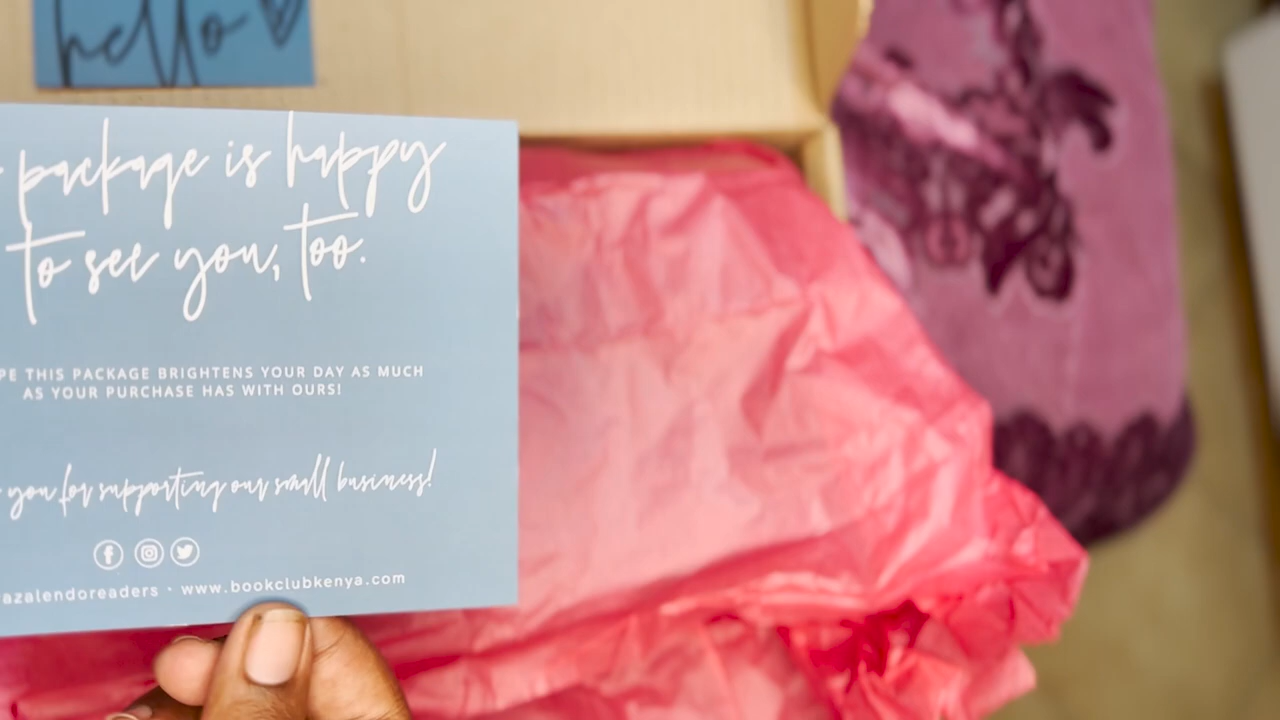 hello
package is happy
to see you, too.
PE THIS PACKAGE BRIGHTENS YOUR DAY AS MUCH
AS YOUR PURCHASE HAS WITH OURS!
you for supporting our small business!
azalendoreaders · www.bookclubkenya.com